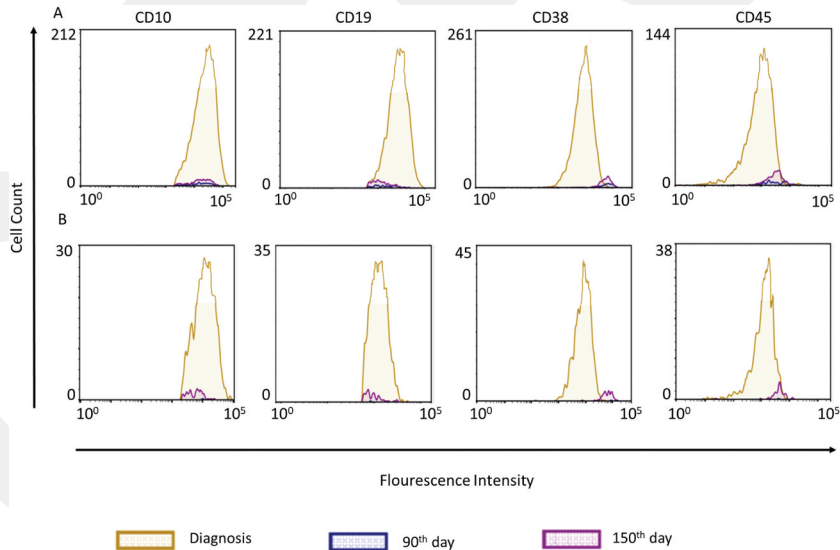 A
CD10 CD19 CD38 CD45
212 221 261 144
0 0 0 0
10⁰ 10⁵ 10⁰ 10⁵ 10⁰ 10⁵ 10⁰ 10⁵
B
30 35 45 38
0 0 0 0
10⁰ 10⁵ 10⁰ 10⁵ 10⁰ 10⁵ 10⁰ 10⁵
Cell Count
Flourescence Intensity
Diagnosis 90th day 150th day